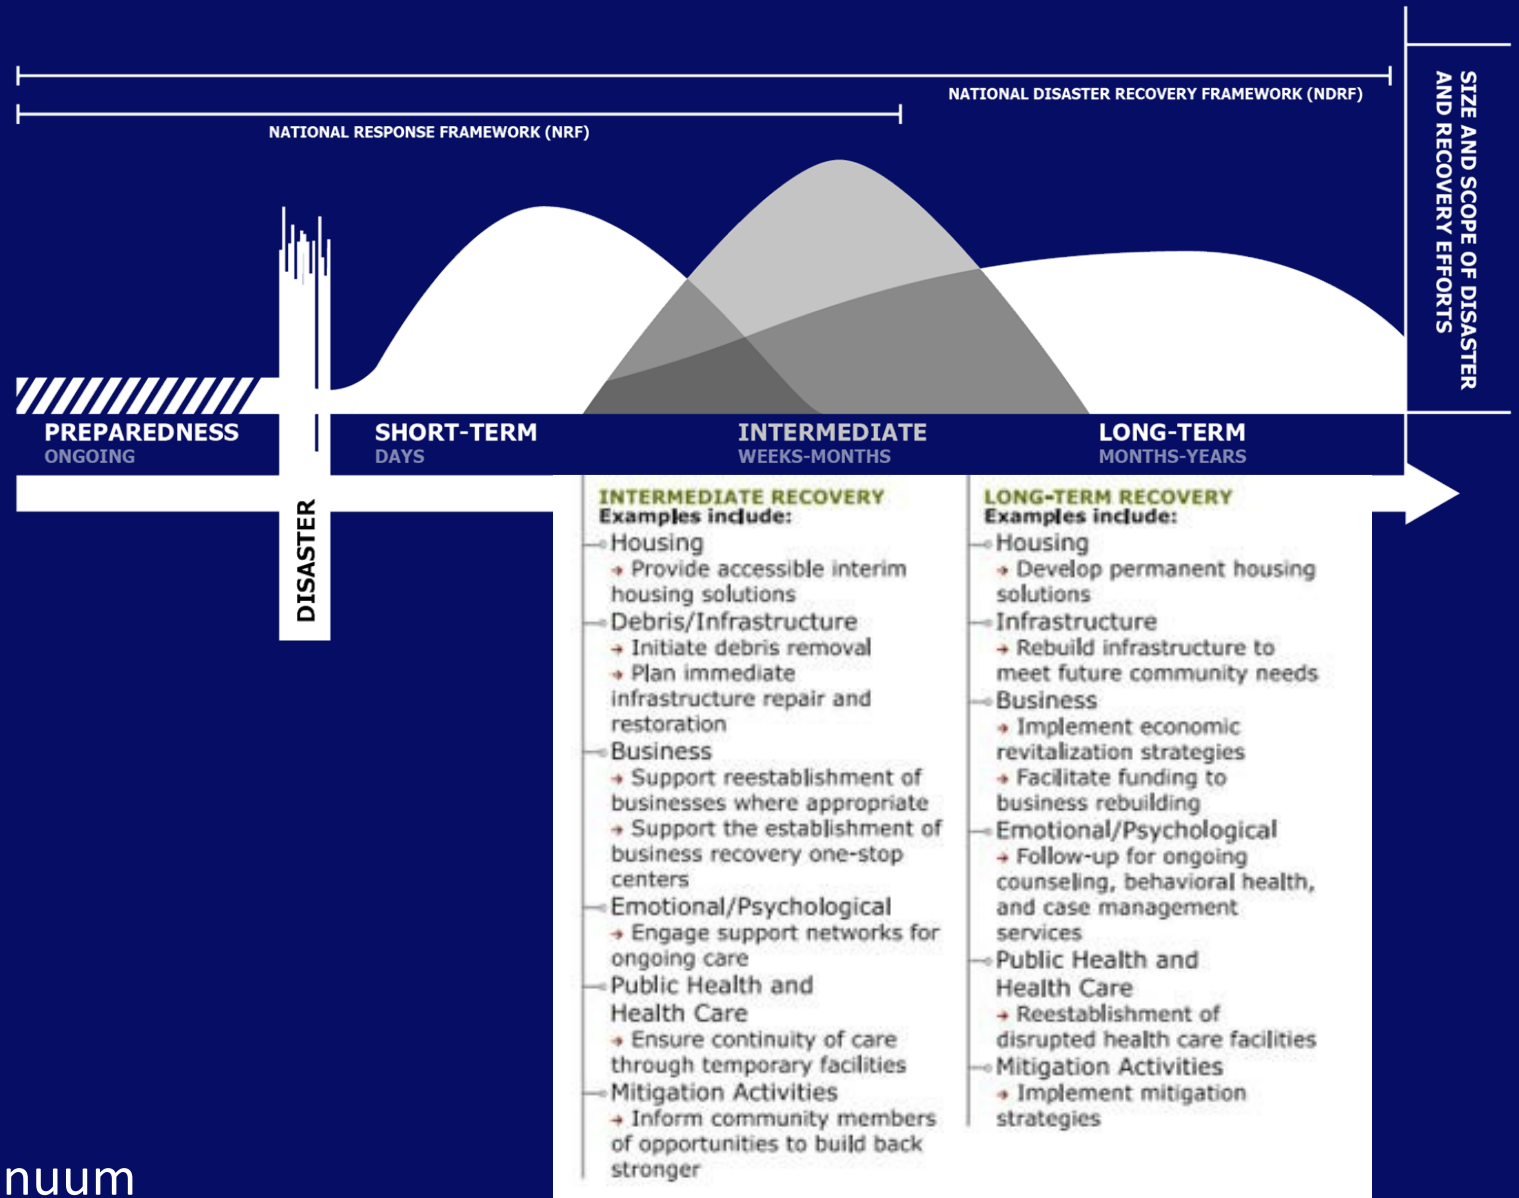 NATIONAL DISASTER RECOVERY FRAMEWORK (NDRF)
NATIONAL RESPONSE FRAMEWORK (NRF)
SIZE AND SCOPE OF DISASTER
AND RECOVERY EFFORTS
PREPAREDNESS
ONGOING
SHORT-TERM
DAYS
INTERMEDIATE
WEEKS-MONTHS
LONG-TERM
MONTHS-YEARS
DISASTER
INTERMEDIATE RECOVERY
Examples include:
Housing
→ Provide accessible interim
housing solutions
Debris/Infrastructure
→ Initiate debris removal
→ Plan immediate
infrastructure repair and
restoration
Business
→ Support reestablishment of
businesses where appropriate
→ Support the establishment of
business recovery one-stop
centers
Emotional/Psychological
→ Engage support networks for
ongoing care
Public Health and
Health Care
→ Ensure continuity of care
through temporary facilities
Mitigation Activities
→ Inform community members
of opportunities to build back
stronger
LONG-TERM RECOVERY
Examples include:
Housing
→ Develop permanent housing
solutions
Infrastructure
→ Rebuild infrastructure to
meet future community needs
Business
→ Implement economic
revitalization strategies
→ Facilitate funding to
business rebuilding
Emotional/Psychological
→ Follow-up for ongoing
counseling, behavioral health,
and case management
services
Public Health and
Health Care
→ Reestablishment of
disrupted health care facilities
Mitigation Activities
→ Implement mitigation
strategies
nuum